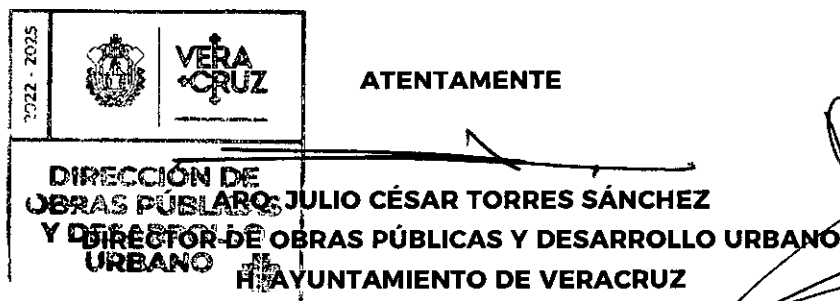 2022 - 2025
VERA
CRUZ
ATENTAMENTE
DIRECCIÓN DE
OBRAS PÚBLICAS
Y DESARROLLO
URBANO
ARQ. JULIO CÉSAR TORRES SÁNCHEZ
DIRECTOR DE OBRAS PÚBLICAS Y DESARROLLO URBANO
H. AYUNTAMIENTO DE VERACRUZ